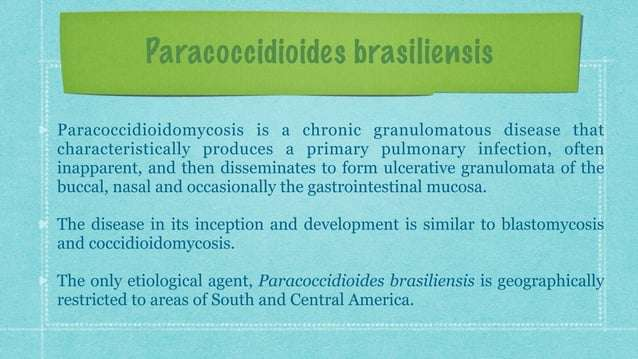 Paracoccidioides brasiliensis
Paracoccidioidomycosis is a chronic granulomatous disease that
characteristically produces a primary pulmonary infection, often
inapparent, and then disseminates to form ulcerative granulomata of the
buccal, nasal and occasionally the gastrointestinal mucosa.
The disease in its inception and development is similar to blastomycosis
and coccidioidomycosis.
The only etiological agent, Paracoccidioides brasiliensis is geographically
restricted to areas of South and Central America.